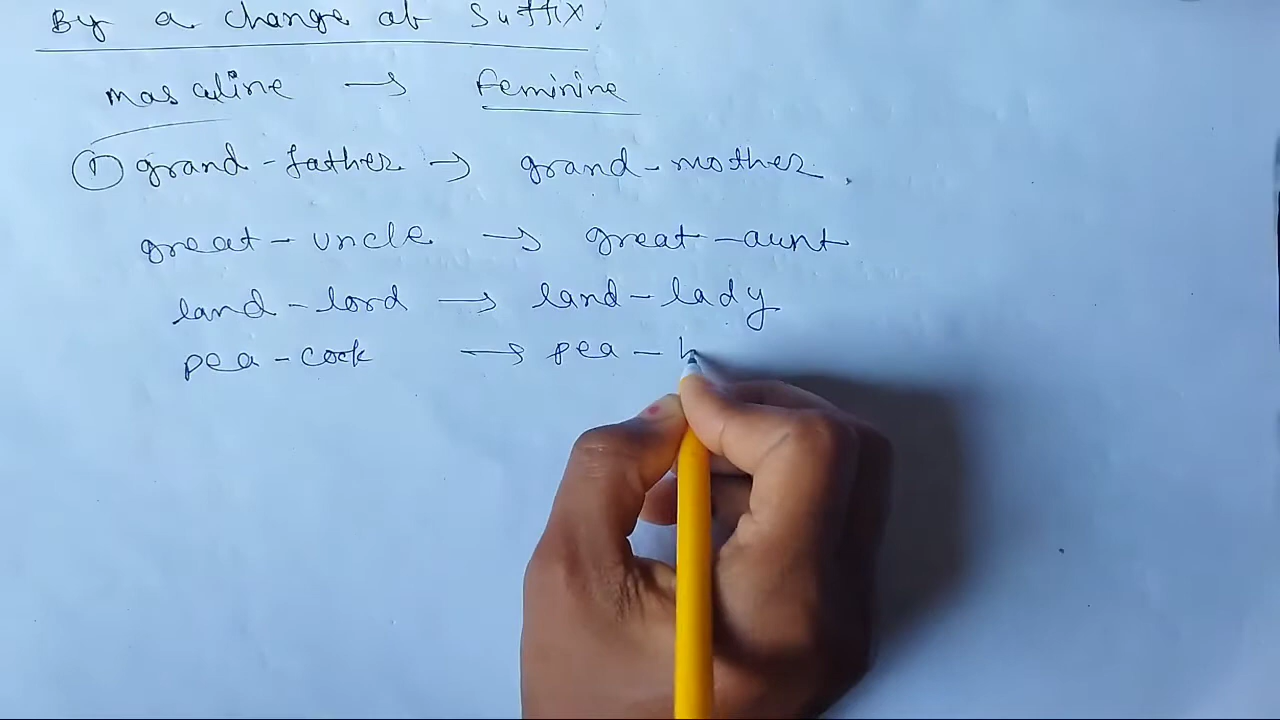 By a change of suffix.
Masculine → Feminine
① grand-father → grand-mother.
great-uncle → great-aunt
land-lord → land-lady
pea-cock → pea-h